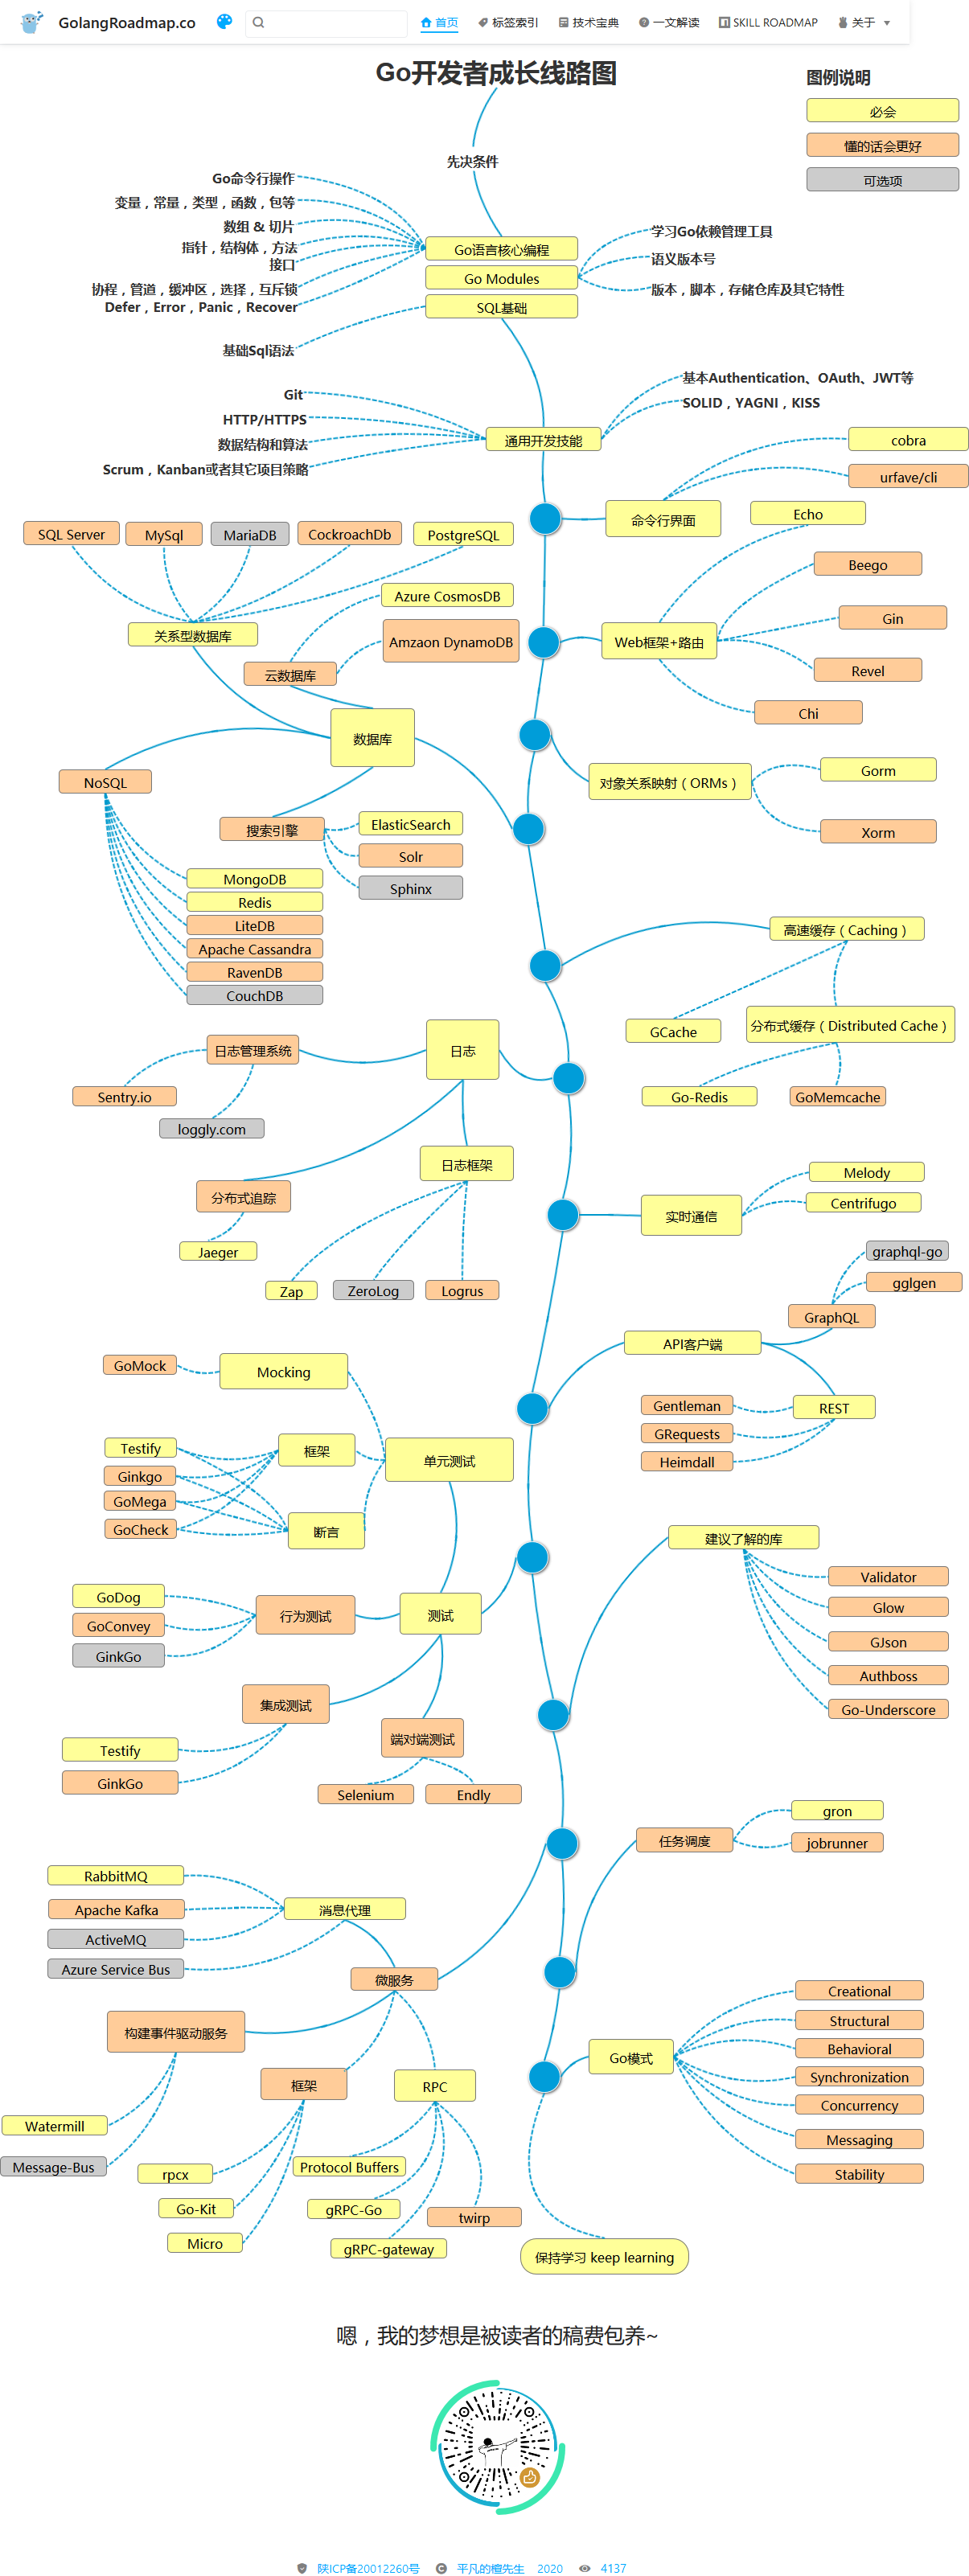 GolangRoadmap.co
首页
标签索引
技术宝典
一文解读
SKILL ROADMAP
关于
Go开发者成长线路图
图例说明
必会
懂的话会更好
可选项
先决条件
Go命令行操作
变量，常量，类型，函数，包等
数组 & 切片
指针，结构体，方法
接口
协程，管道，缓冲区，选择，互斥锁
Defer，Error，Panic，Recover
基础Sql语法
Go语言核心编程
Go Modules
SQL基础
学习Go依赖管理工具
语义版本号
版本，脚本，存储仓库及其它特性
Git
HTTP/HTTPS
数据结构和算法
Scrum，Kanban或者其它项目策略
通用开发技能
基本Authentication、OAuth、JWT等
SOLID，YAGNI，KISS
cobra
urfave/cli
命令行界面
SQL Server
MySql
MariaDB
CockroachDb
PostgreSQL
关系型数据库
Azure CosmosDB
Amzaon DynamoDB
云数据库
数据库
NoSQL
搜索引擎
ElasticSearch
Solr
Sphinx
MongoDB
Redis
LiteDB
Apache Cassandra
RavenDB
CouchDB
Echo
Beego
Gin
Web框架+路由
Revel
Chi
对象关系映射（ORMs）
Gorm
Xorm
高速缓存（Caching）
GCache
分布式缓存（Distributed Cache）
Go-Redis
GoMemcache
日志
日志管理系统
Sentry.io
loggly.com
日志框架
分布式追踪
Jaeger
Zap
ZeroLog
Logrus
实时通信
Melody
Centrifugo
graphql-go
gglgen
GraphQL
API客户端
REST
Gentleman
GRequests
Heimdall
GoMock
Mocking
Testify
Ginkgo
GoMega
GoCheck
框架
断言
单元测试
建议了解的库
Validator
Glow
GJson
Authboss
Go-Underscore
GoDog
GoConvey
GinkGo
行为测试
测试
集成测试
Testify
GinkGo
端对端测试
Selenium
Endly
任务调度
gron
jobrunner
RabbitMQ
Apache Kafka
ActiveMQ
Azure Service Bus
消息代理
微服务
构建事件驱动服务
Watermill
Message-Bus
框架
RPC
rpcx
Go-Kit
Micro
Protocol Buffers
gRPC-Go
twirp
gRPC-gateway
Go模式
Creational
Structural
Behavioral
Synchronization
Concurrency
Messaging
Stability
保持学习 keep learning
嗯，我的梦想是被读者的稿费包养~
陕ICP备20012260号 平凡的檀先生 2020 4137